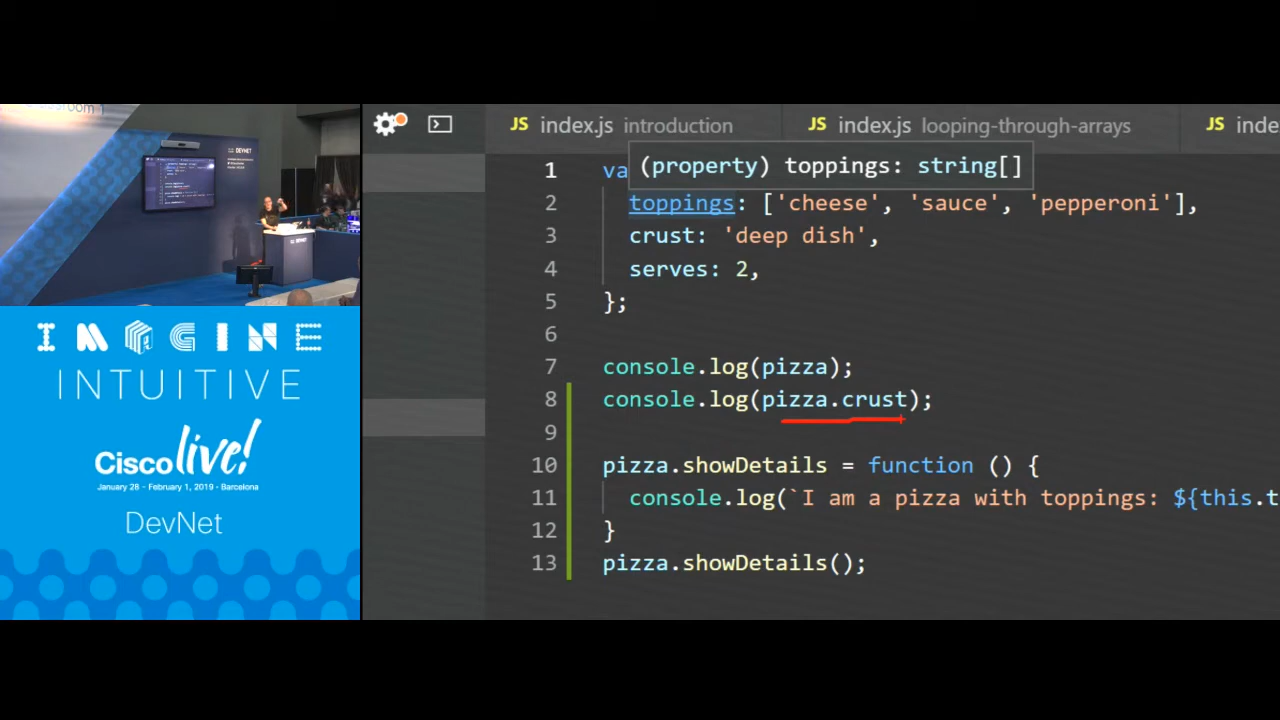 IMAGINE
INTUITIVE
Cisco live!
January 28 - February 1, 2019 - Barcelona
DevNet
DEVNET
JS index.js introduction
JS index.js looping-through-arrays
JS inde
(property) toppings: string[]
1 va
2 toppings: ['cheese', 'sauce', 'pepperoni'],
3 crust: 'deep dish',
4 serves: 2,
5 };
6
7 console.log(pizza);
8 console.log(pizza.crust);
9
10 pizza.showDetails = function () {
11 console.log(`I am a pizza with toppings: ${this.t
12 }
13 pizza.showDetails();